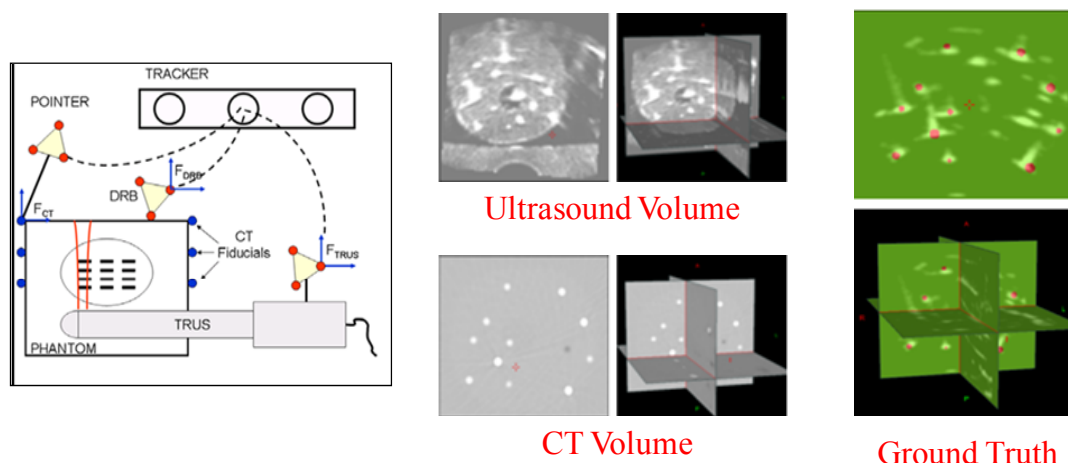 TRACKER
POINTER
F_DRB
DRB
F_CT
CT
Fiducials
F_TRUS
TRUS
PHANTOM
Ultrasound Volume
CT Volume
Ground Truth